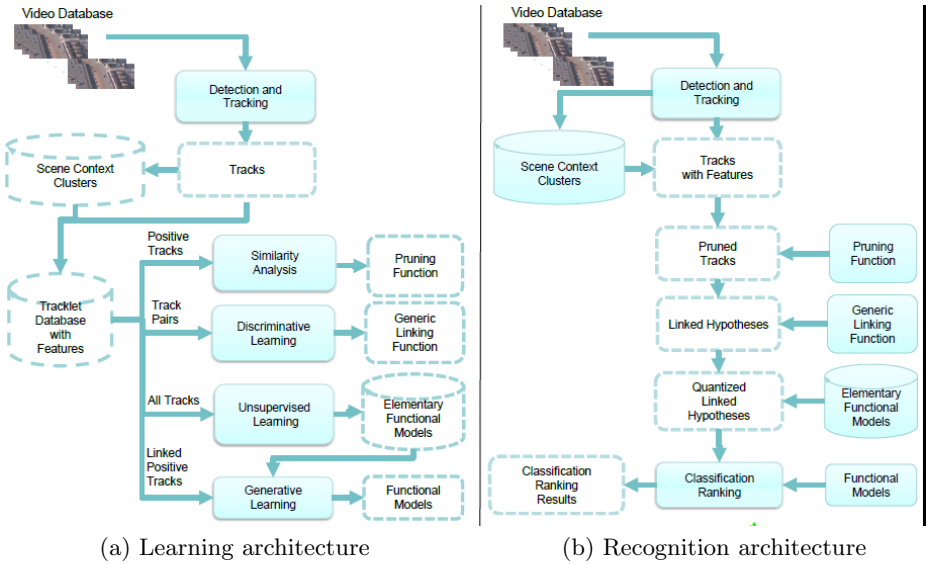 Video Database
Detection and
Tracking
Scene Context
Clusters
Tracks
Positive
Tracks
Similarity
Analysis
Pruning
Function
Tracklet
Database
with
Features
Track
Pairs
Discriminative
Learning
Generic
Linking
Function
All Tracks
Unsupervised
Learning
Elementary
Functional
Models
Linked
Positive
Tracks
Generative
Learning
Functional
Models
(a) Learning architecture
Video Database
Detection and
Tracking
Scene Context
Clusters
Tracks
with Features
Pruned
Tracks
Pruning
Function
Linked Hypotheses
Generic
Linking
Function
Quantized
Linked
Hypotheses
Elementary
Functional
Models
Classification
Ranking
Results
Classification
Ranking
Functional
Models
(b) Recognition architecture